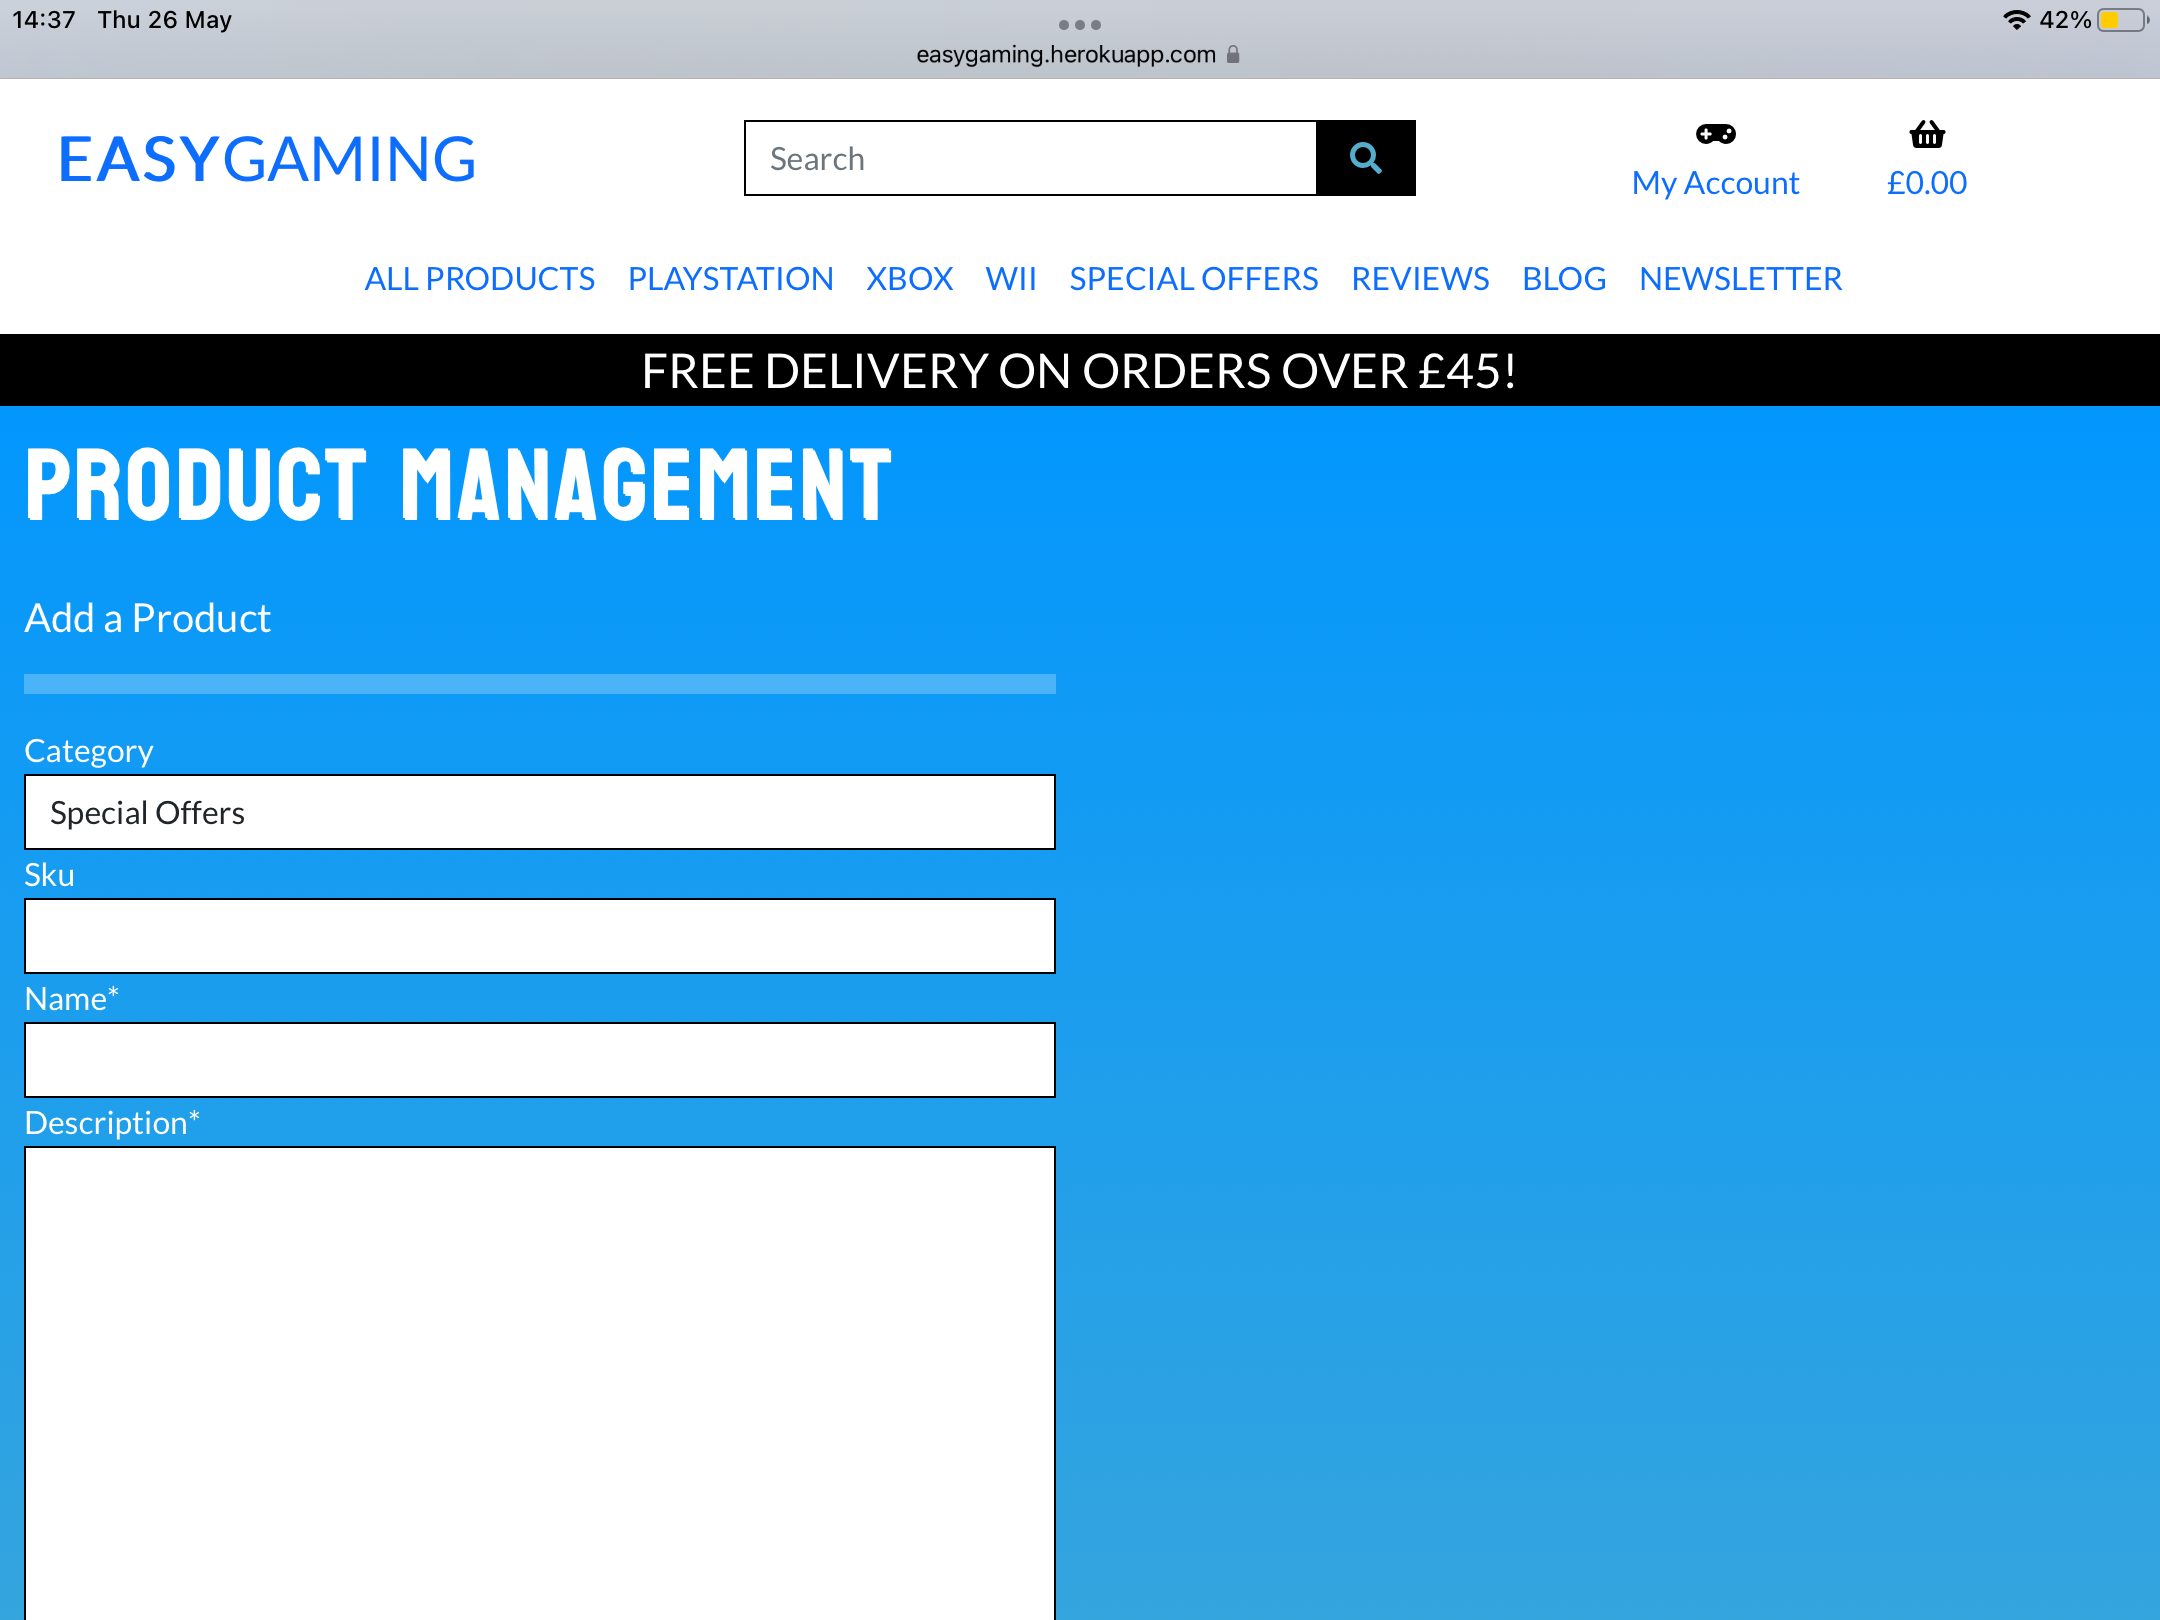 14:37 Thu 26 May
42%
easygaming.herokuapp.com
EASYGAMING
Search
My Account
£0.00
ALL PRODUCTS PLAYSTATION XBOX WII SPECIAL OFFERS REVIEWS BLOG NEWSLETTER
FREE DELIVERY ON ORDERS OVER £45!
PRODUCT MANAGEMENT
Add a Product
Category
Special Offers
Sku
Name*
Description*